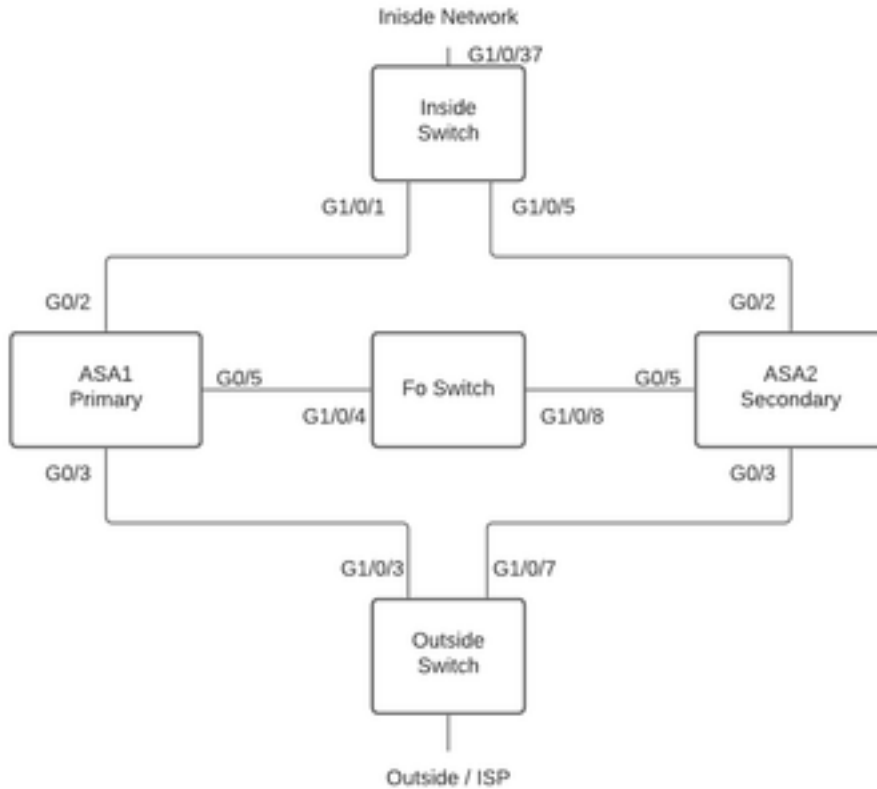 Inisde Network
G1/0/37
Inside
Switch
G1/0/1
G1/0/5
G0/2
G0/2
ASA1
Primary
G0/5
G1/0/4
Fo Switch
G0/5
G1/0/8
ASA2
Secondary
G0/3
G0/3
G1/0/3
G1/0/7
Outside
Switch
Outside / ISP